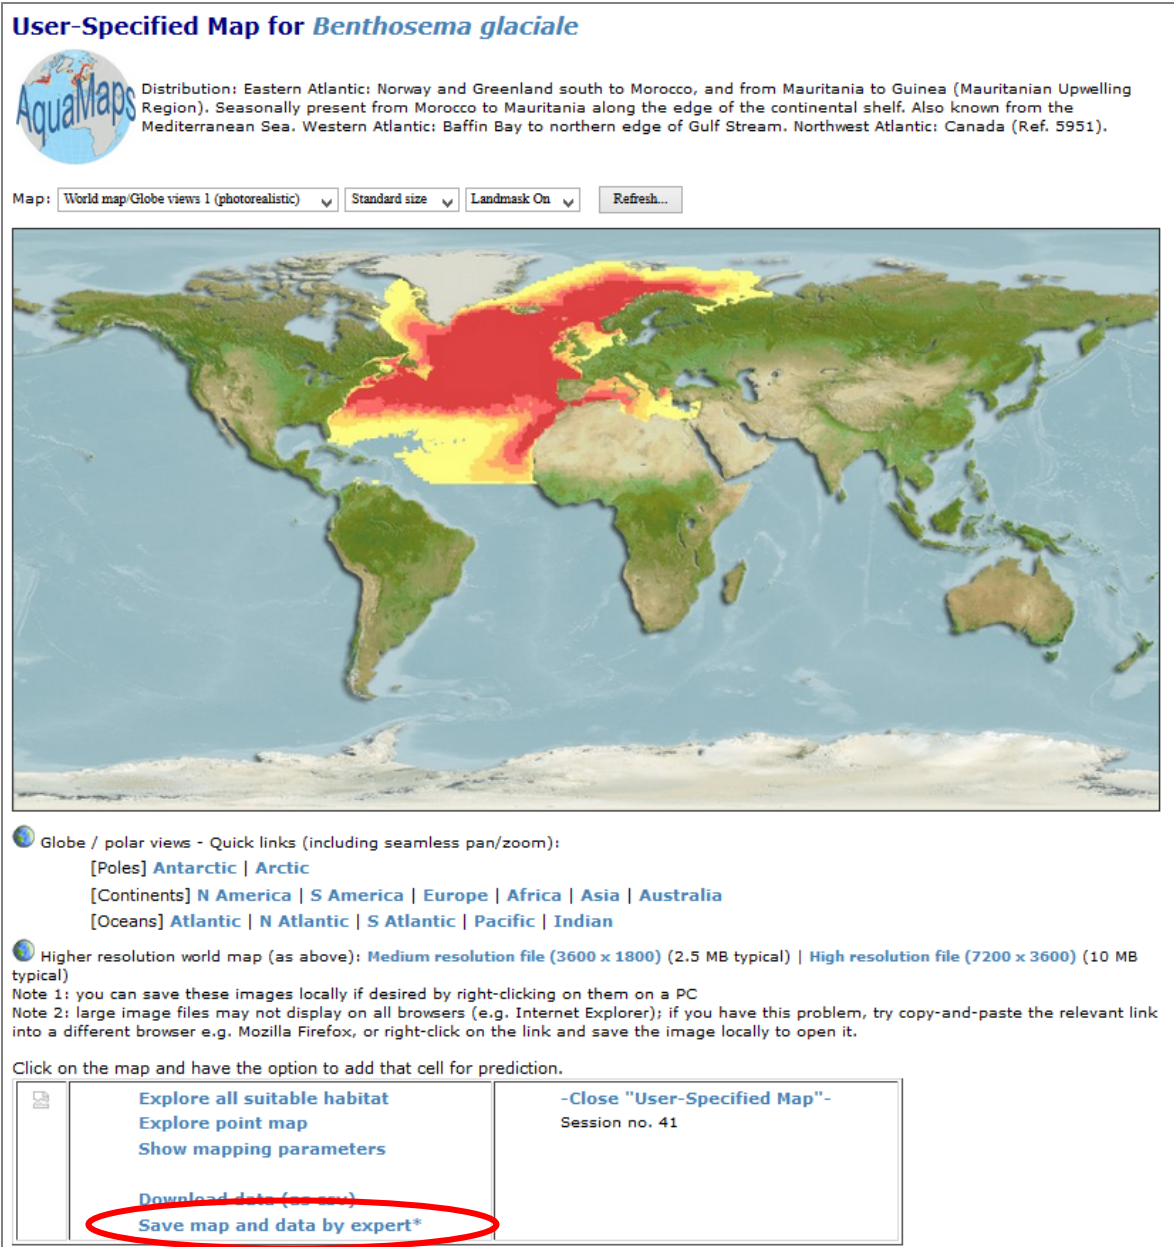 User-Specified Map for Benthosema glaciale
AquaMaps
Distribution: Eastern Atlantic: Norway and Greenland south to Morocco, and from Mauritania to Guinea (Mauritanian Upwelling
Region). Seasonally present from Morocco to Mauritania along the edge of the continental shelf. Also known from the
Mediterranean Sea. Western Atlantic: Baffin Bay to northern edge of Gulf Stream. Northwest Atlantic: Canada (Ref. 5951).
Map: World map/Globe views 1 (photorealistic) Standard size Landmask On Refresh...
Globe / polar views - Quick links (including seamless pan/zoom):
[Poles] Antarctic | Arctic
[Continents] N America | S America | Europe | Africa | Asia | Australia
[Oceans] Atlantic | N Atlantic | S Atlantic | Pacific | Indian
Higher resolution world map (as above): Medium resolution file (3600 x 1800) (2.5 MB typical) | High resolution file (7200 x 3600) (10 MB
typical)
Note 1: you can save these images locally if desired by right-clicking on them on a PC
Note 2: large image files may not display on all browsers (e.g. Internet Explorer); if you have this problem, try copy-and-paste the relevant link
into a different browser e.g. Mozilla Firefox, or right-click on the link and save the image locally to open it.
Click on the map and have the option to add that cell for prediction.
Explore all suitable habitat
Explore point map
Show mapping parameters
Download data (as csv)
Save map and data by expert*
-Close "User-Specified Map"-
Session no. 41